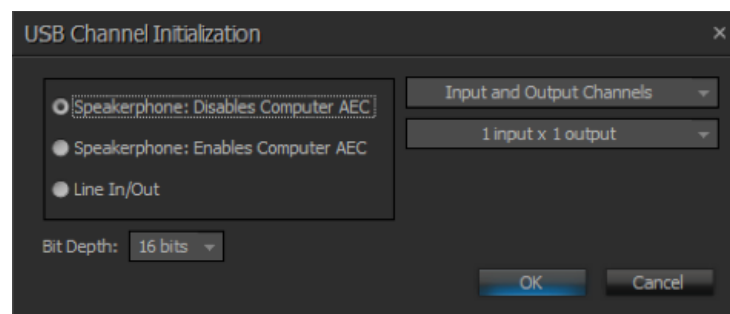 USB Channel Initialization
Speakerphone: Disables Computer AEC
Speakerphone: Enables Computer AEC
Line In/Out
Input and Output Channels
1 input x 1 output
Bit Depth: 16 bits
OK Cancel